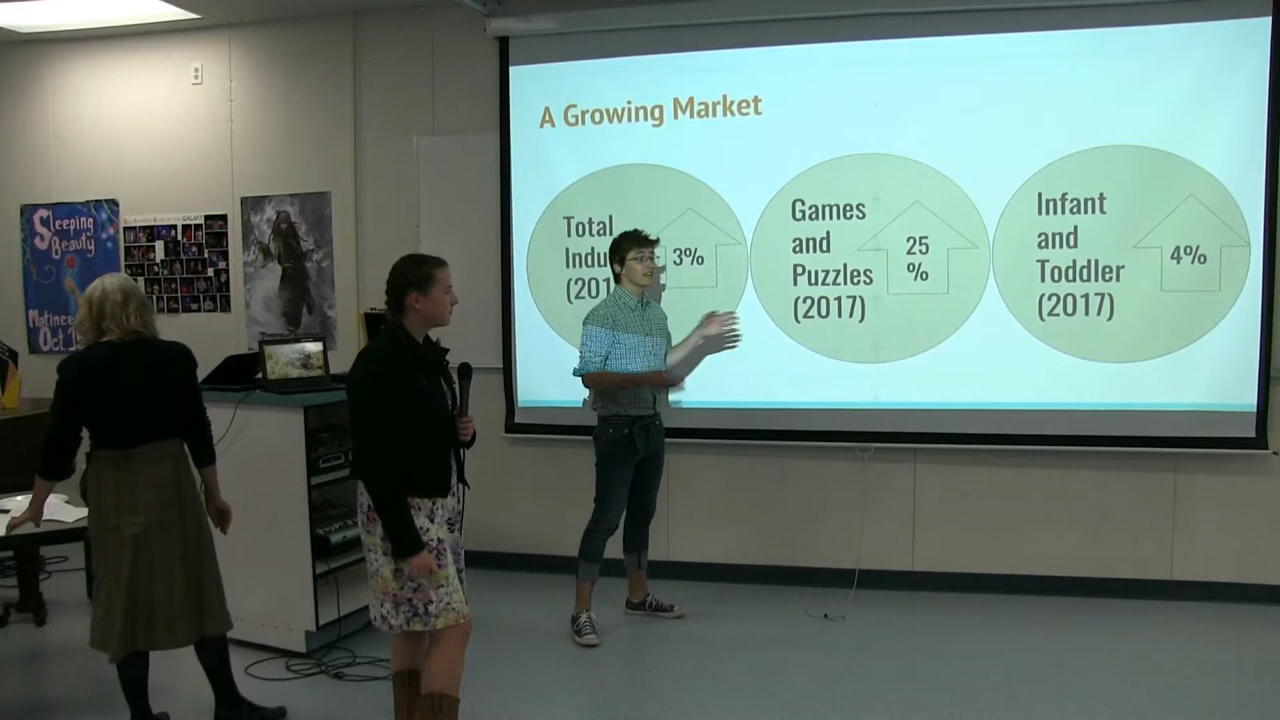 A Growing Market
Total
Indu
(201
3%
Games
and
Puzzles
(2017)
25
%
Infant
and
Toddler
(2017)
4%
Sleeping
Beauty
Matinee
Oct 1
GALAXY